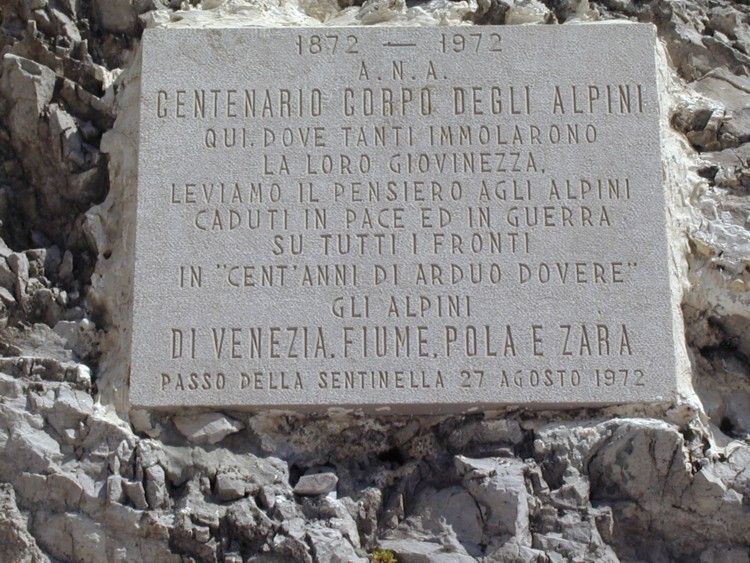 1872 — 1972
A.N.A.
CENTENARIO CORPO DEGLI ALPINI
QUI, DOVE TANTI IMMOLARONO
LA LORO GIOVINEZZA,
LEVIAMO IL PENSIERO AGLI ALPINI
CADUTI IN PACE ED IN GUERRA
SU TUTTI I FRONTI
IN "CENT'ANNI DI ARDUO DOVERE"
GLI ALPINI
DI VENEZIA, FIUME, POLA E ZARA
PASSO DELLA SENTINELLA 27 AGOSTO 1972